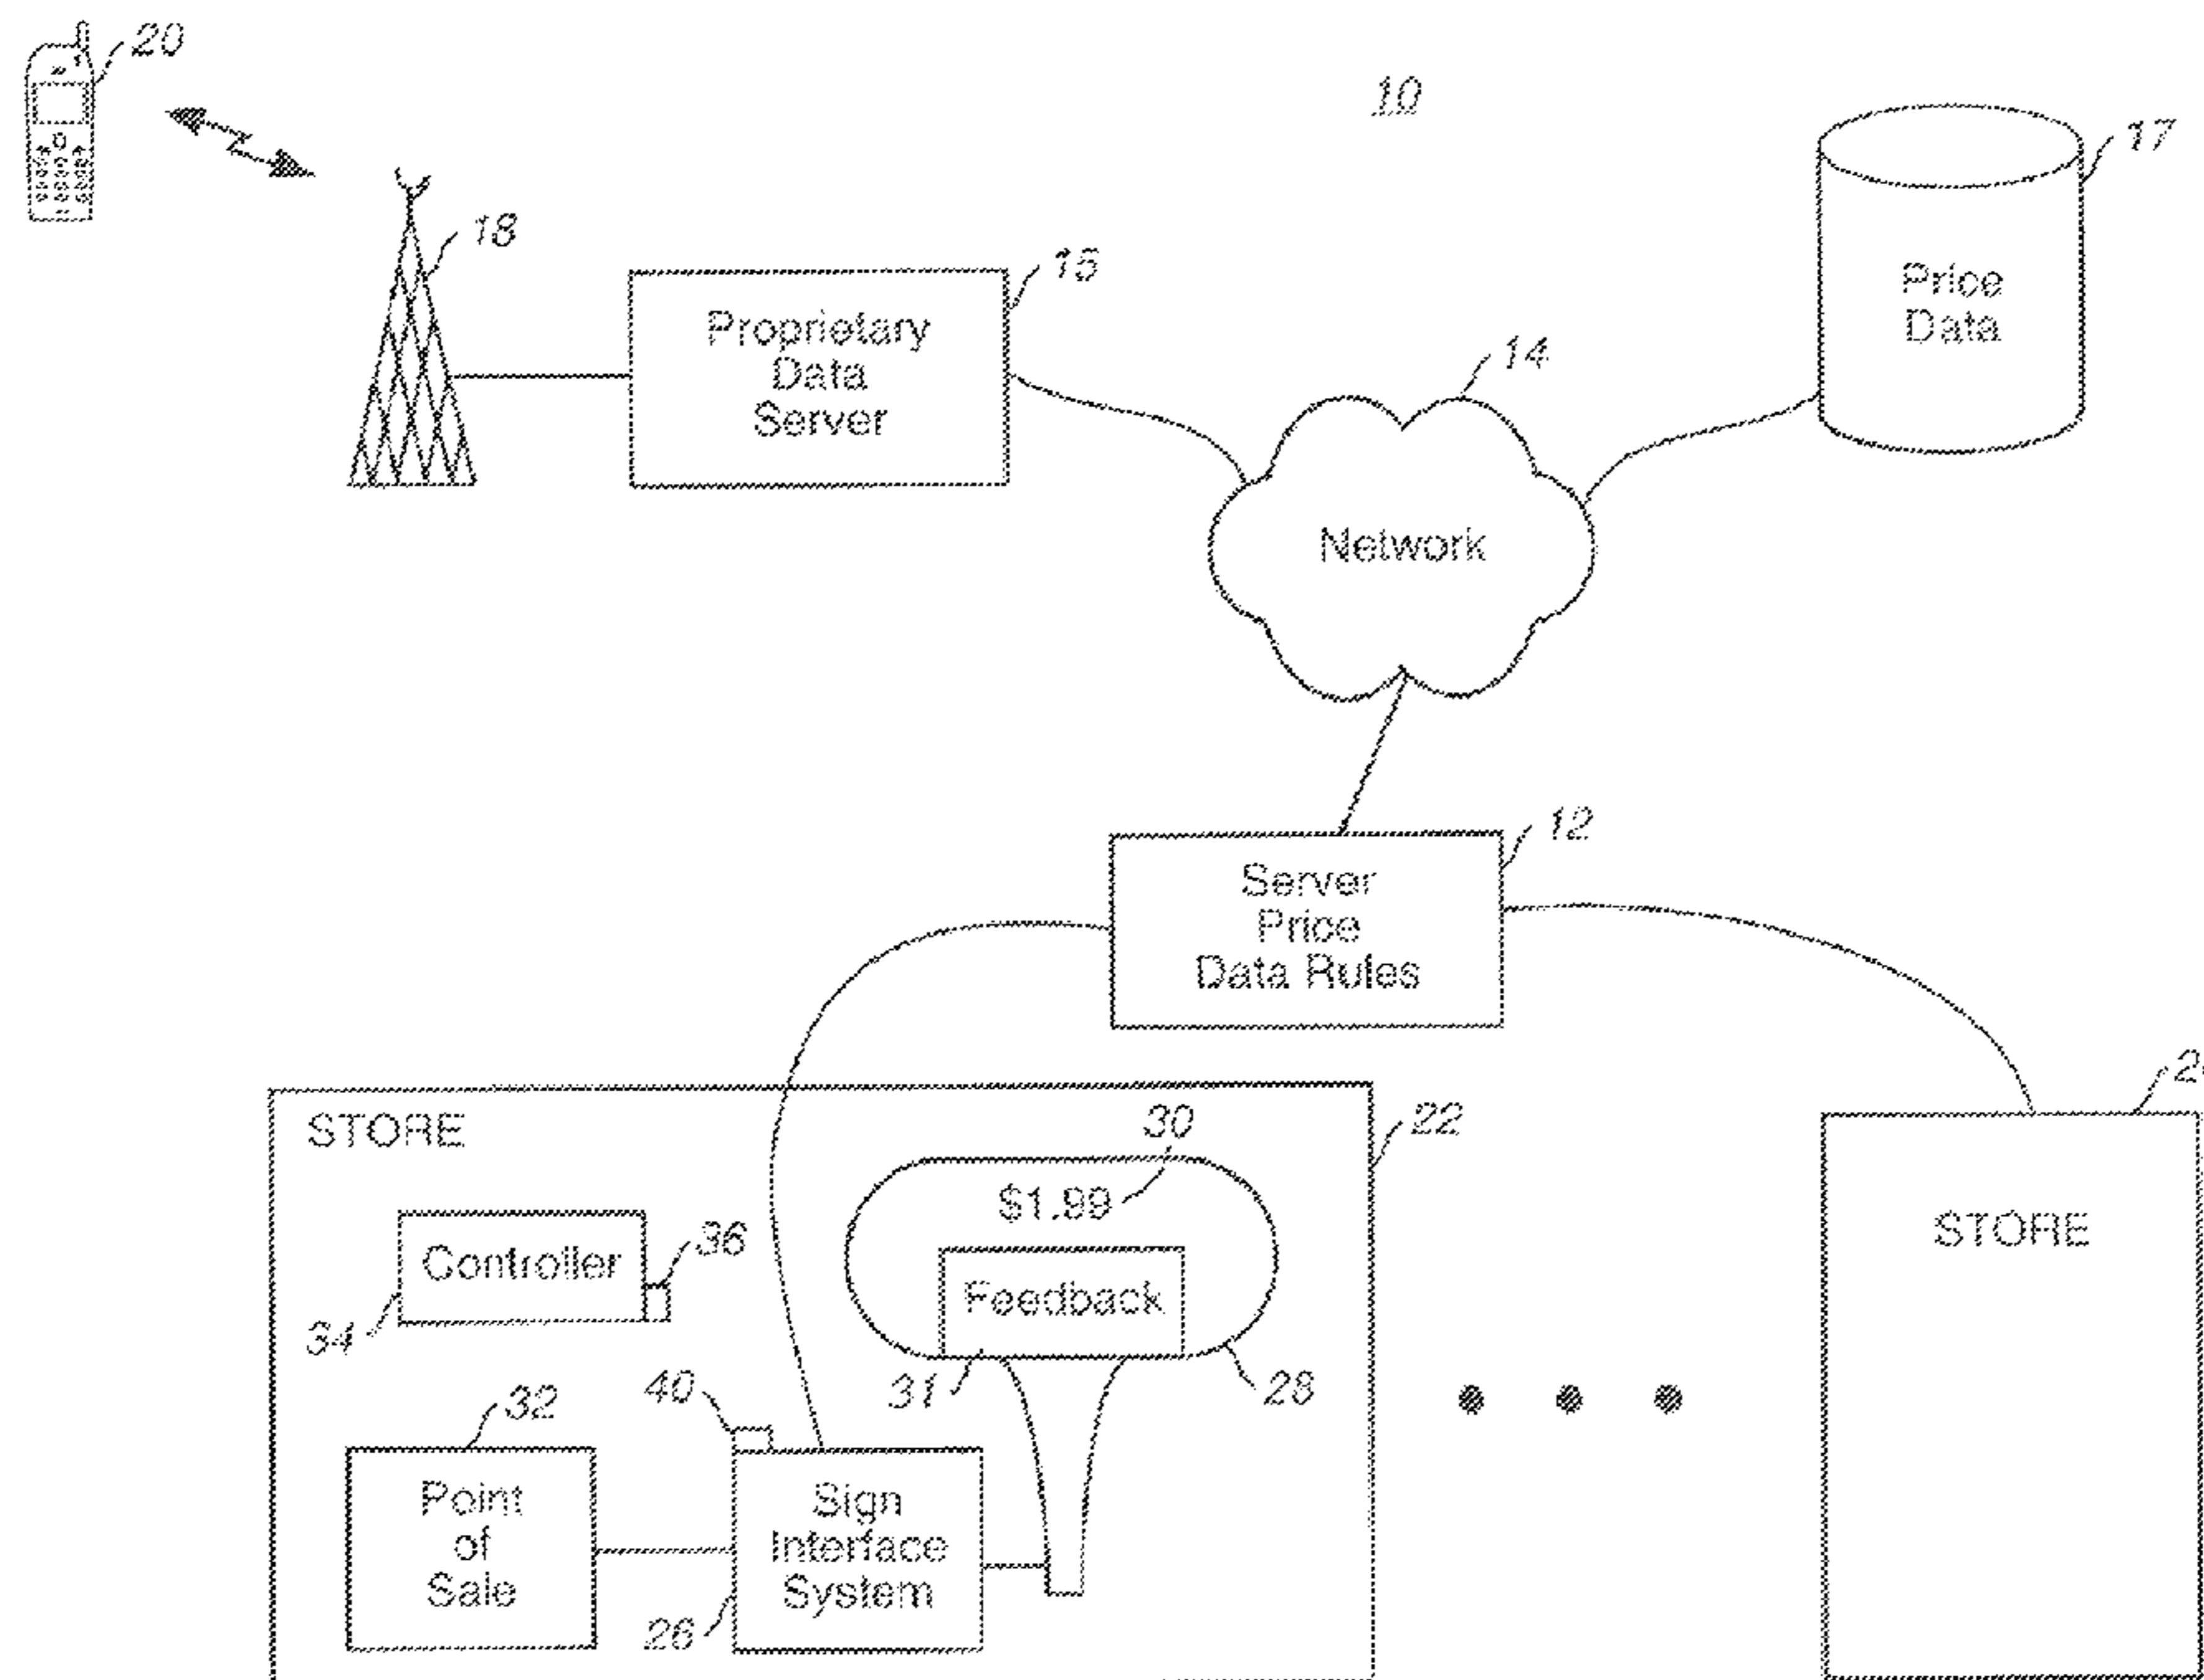 20
10
17
18
Proprietary
Data
Server
Price
Data
14
Network
12
Server
Price
Data Rules
STORE
30
22
$1.99
Controller
36
Feedback
STORE
34
40
31
28
32
Point
of
Sale
Sign
Interface
System
26